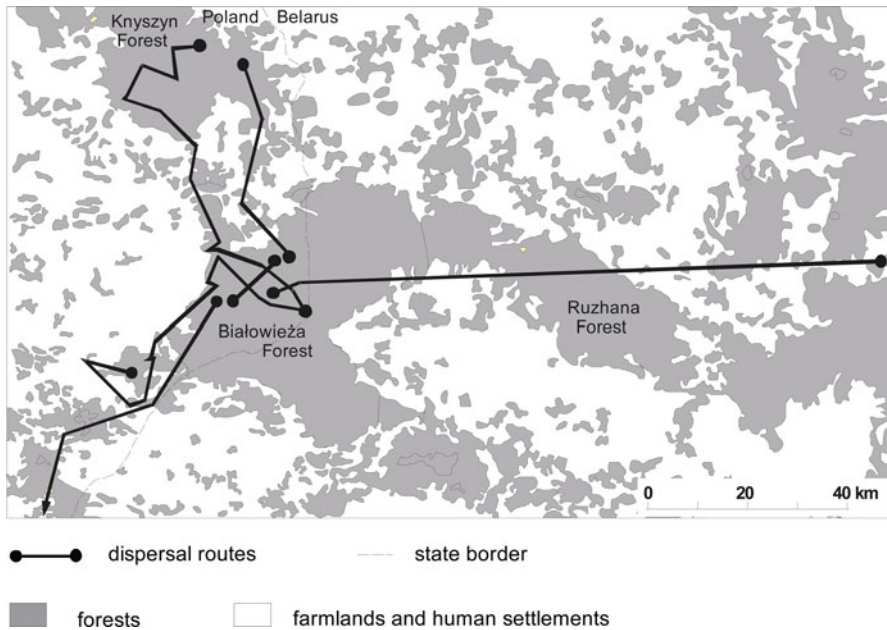 Knyszyn
Forest
Poland
Belarus
Białowieża
Forest
Ruzhana
Forest
0 20 40 km
dispersal routes
state border
forests
farmlands and human settlements